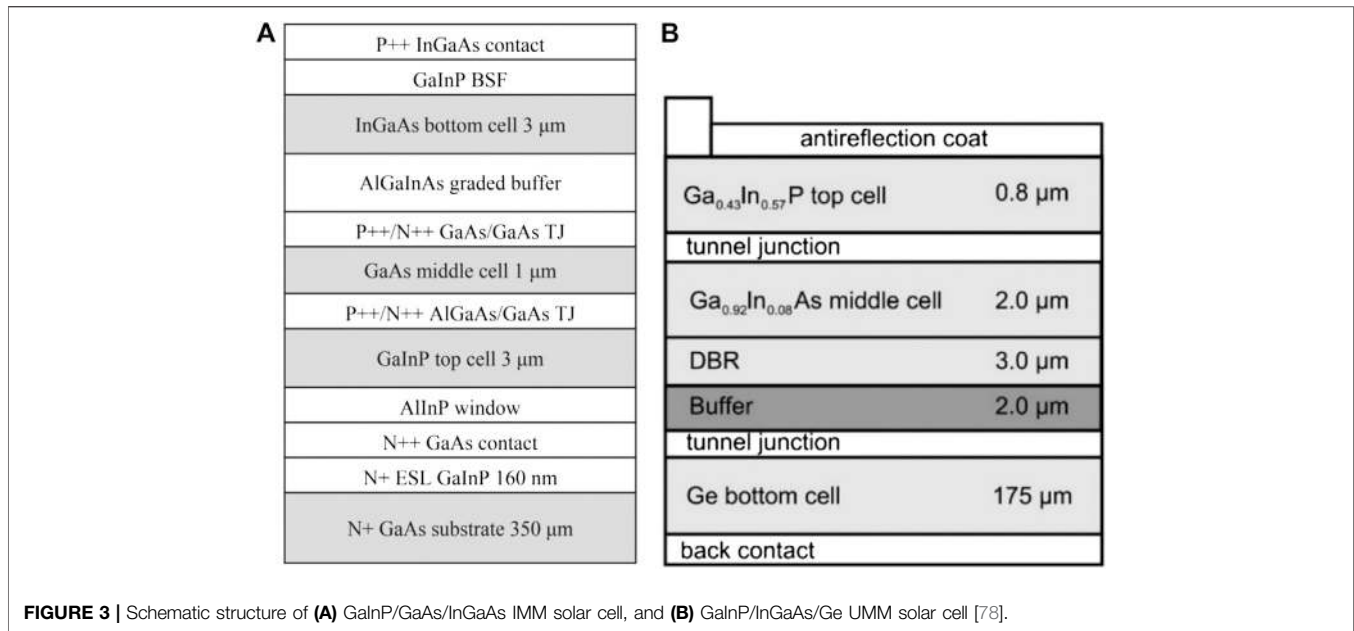 A
P++ InGaAs contact
GaInP BSF
InGaAs bottom cell 3 μm
AlGaInAs graded buffer
P++/N++ GaAs/GaAs TJ
GaAs middle cell 1 μm
P++/N++ AlGaAs/GaAs TJ
GaInP top cell 3 μm
AlInP window
N++ GaAs contact
N+ ESL GaInP 160 nm
N+ GaAs substrate 350 μm
B
antireflection coat
Ga0.43In0.57P top cell 0.8 μm
tunnel junction
Ga0.92In0.08As middle cell 2.0 μm
DBR 3.0 μm
Buffer 2.0 μm
tunnel junction
Ge bottom cell 175 μm
back contact
FIGURE 3 | Schematic structure of (A) GaInP/GaAs/InGaAs IMM solar cell, and (B) GaInP/InGaAs/Ge UMM solar cell [78].